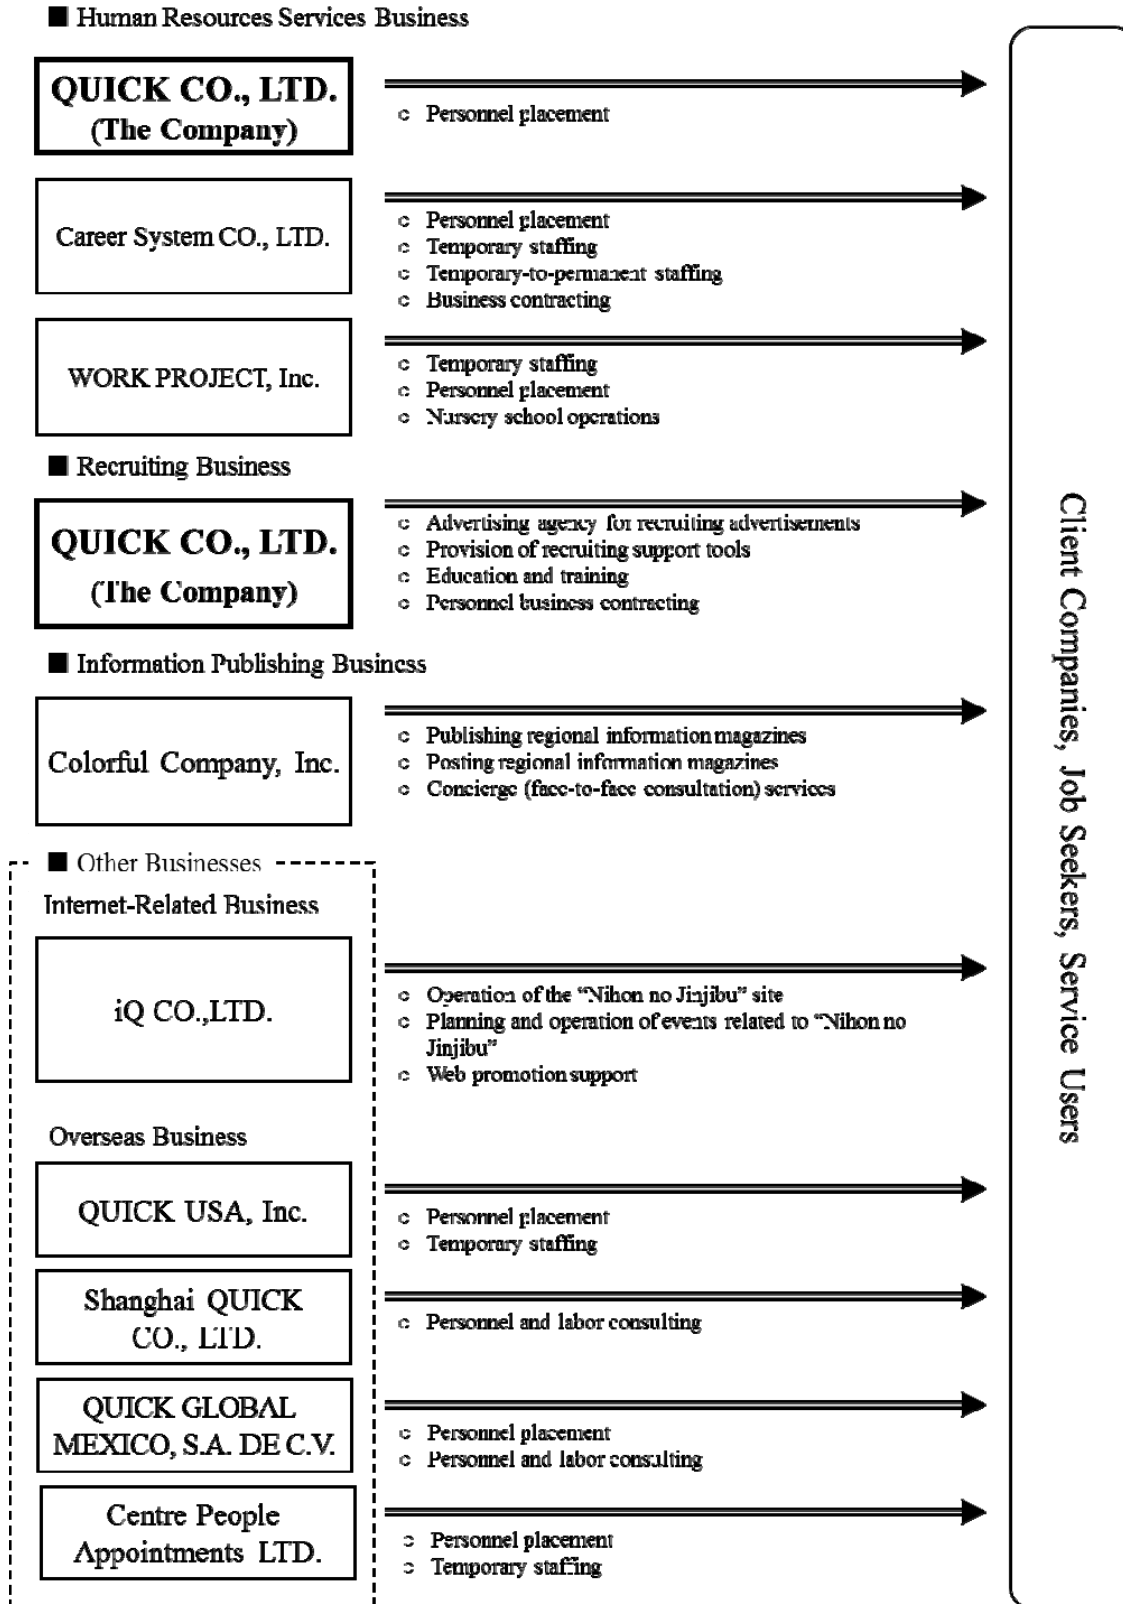 ■ Human Resources Services Business
QUICK CO., LTD.
(The Company)
Personnel placement
Career System CO., LTD.
Personnel placement
Temporary staffing
Temporary-to-permanent staffing
Business contracting
WORK PROJECT, Inc.
Temporary staffing
Personnel placement
Nursery school operations
■ Recruiting Business
QUICK CO., LTD.
(The Company)
Advertising agency for recruiting advertisements
Provision of recruiting support tools
Education and training
Personnel business contracting
■ Information Publishing Business
Colorful Company, Inc.
Publishing regional information magazines
Posting regional information magazines
Concierge (face-to-face consultation) services
■ Other Businesses
Internet-Related Business
iQ CO.,LTD.
Operation of the “Nihon no Jinjibu” site
Planning and operation of events related to “Nihon no
Jinjibu”
Web promotion support
Overseas Business
QUICK USA, Inc.
Personnel placement
Temporary staffing
Shanghai QUICK
CO., LTD.
Personnel and labor consulting
QUICK GLOBAL
MEXICO, S.A. DE C.V.
Personnel placement
Personnel and labor consulting
Centre People
Appointments LTD.
Personnel placement
Temporary staffing
Client Companies, Job Seekers, Service Users